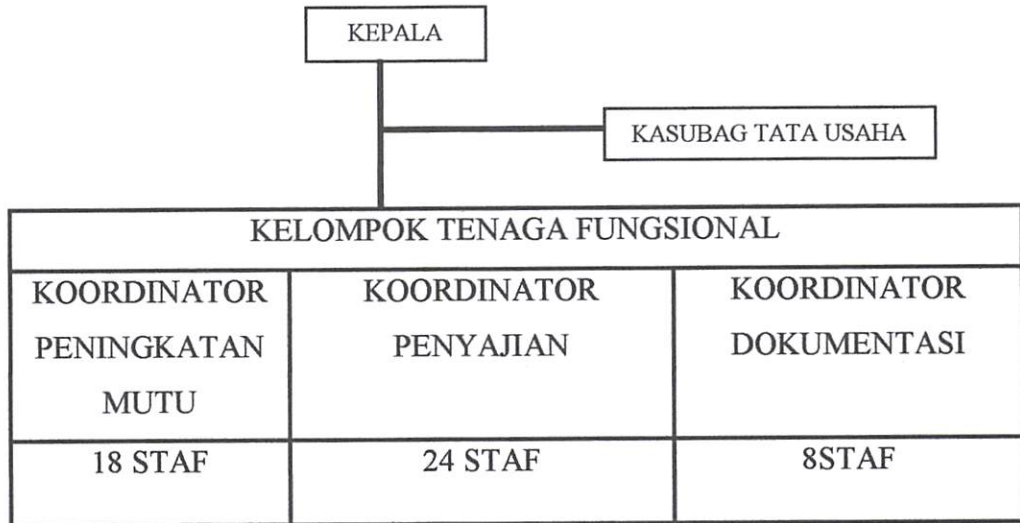 KEPALA
KASUBAG TATA USAHA
KELOMPOK TENAGA FUNGSIONAL
KOORDINATOR
PENINGKATAN
MUTU
KOORDINATOR
PENYAJIAN
KOORDINATOR
DOKUMENTASI
18 STAF
24 STAF
8STAF